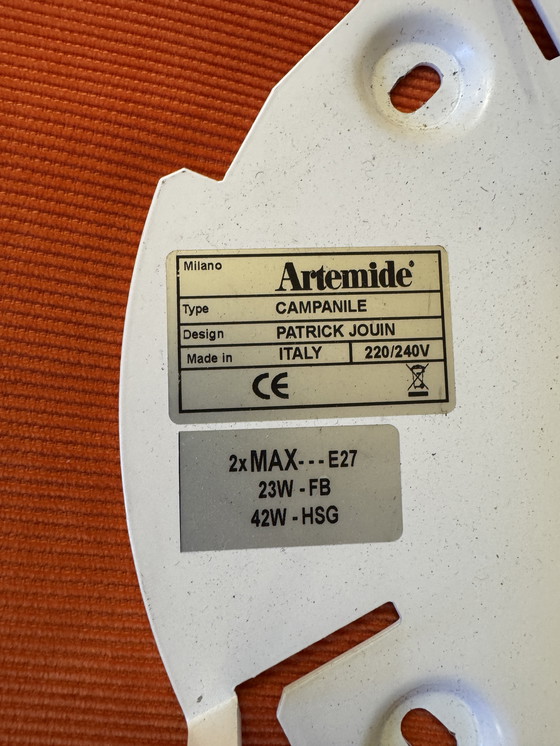 Milano Artemide®
Type CAMPANILE
Design PATRICK JOUIN
Made in ITALY 220/240V
CE
2xMAX---E27
23W-FB
42W-HSG